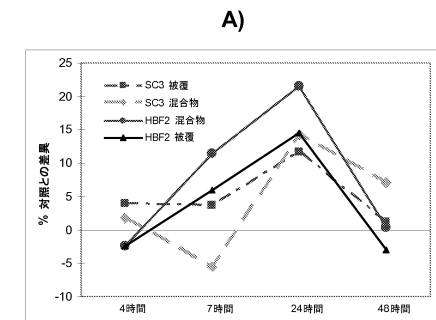 A)
25
20
15
10
5
0
-5
-10
% 対照との差異
SC3 被覆
SC3 混合物
HBF2 混合物
HBF2 被覆
4時間
7時間
24時間
48時間